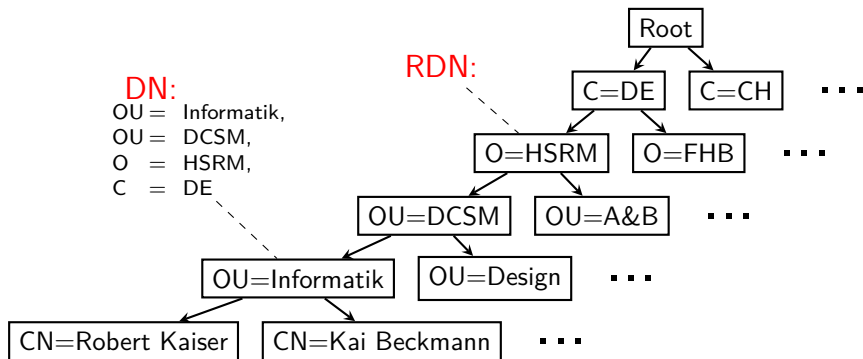 Root
DN:
RDN:
C=DE
C=CH
OU = Informatik,
OU = DCSM,
O = HSRM,
C = DE
O=HSRM
O=FHB
OU=DCSM
OU=A&B
OU=Informatik
OU=Design
CN=Robert Kaiser
CN=Kai Beckmann